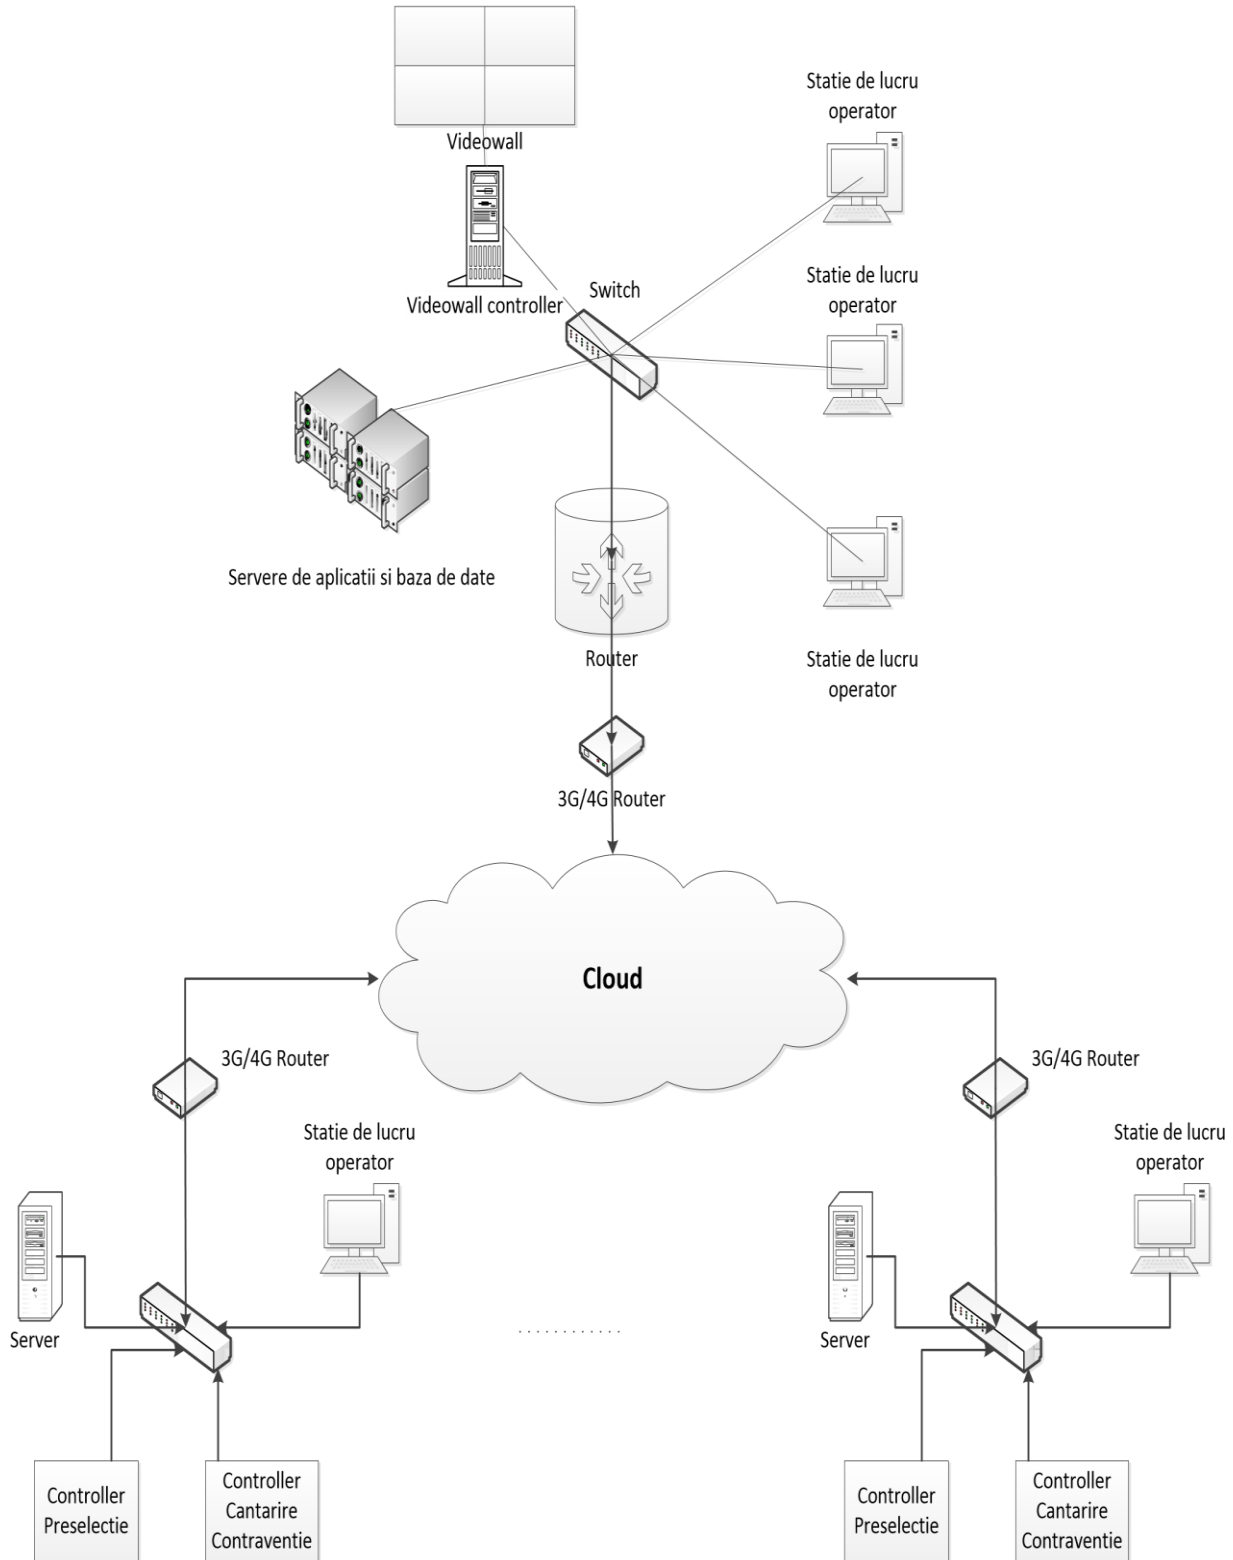 Videowall
Statie de lucru
operator
Videowall controller
Switch
Statie de lucru
operator
Servere de aplicatii si baza de date
Router
Statie de lucru
operator
3G/4G Router
Cloud
3G/4G Router
3G/4G Router
Statie de lucru
operator
Statie de lucru
operator
Server
............
Server
Controller
Preselectie
Controller
Cantarire
Contraventie
Controller
Preselectie
Controller
Cantarire
Contraventie